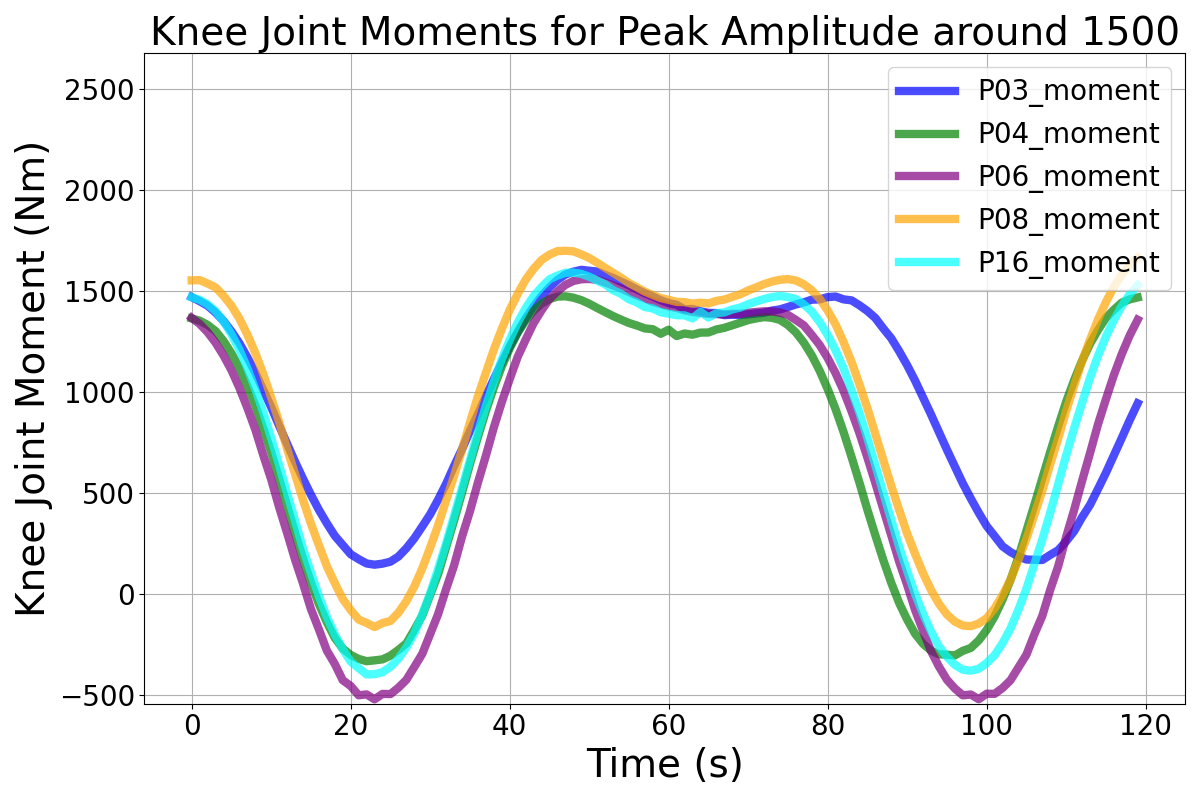 Knee Joint Moments for Peak Amplitude around 1500
Knee Joint Moment (Nm)
2500
2000
1500
1000
500
0
−500
P03_moment
P04_moment
P06_moment
P08_moment
P16_moment
0 20 40 60 80 100 120
Time (s)